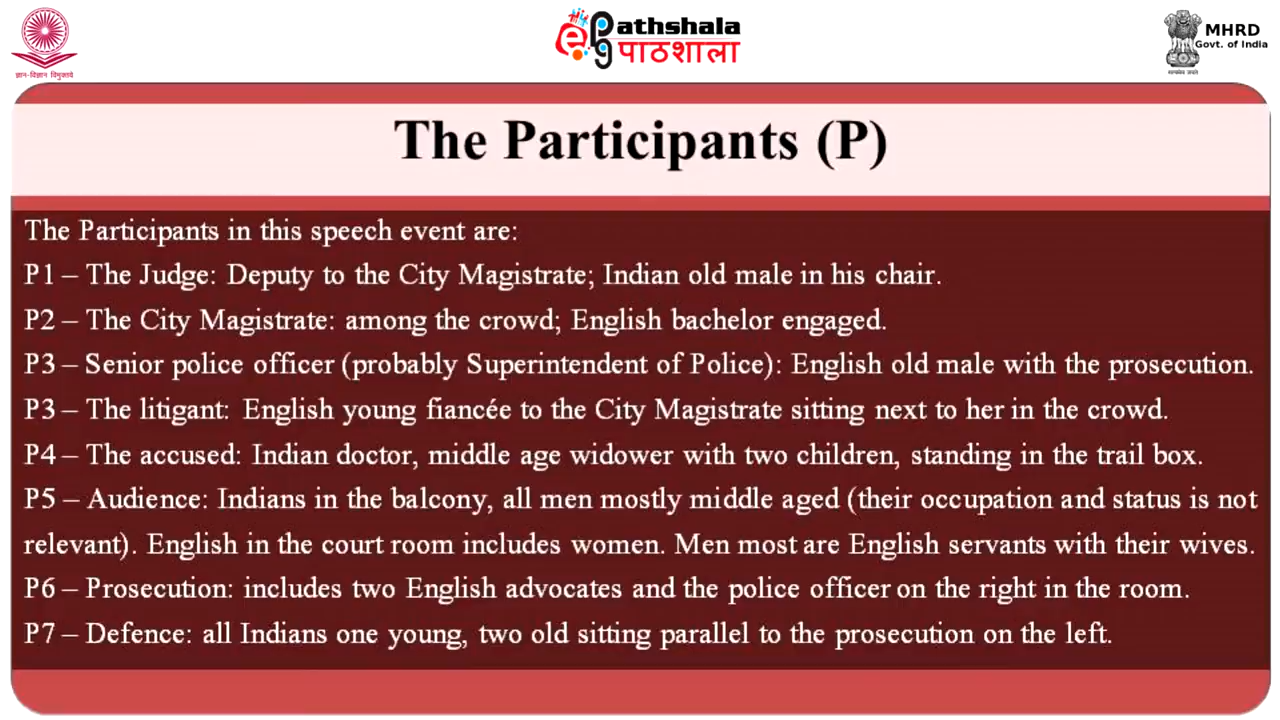 ज्ञान-विज्ञान विमुक्तये
ePg athshala
पाठशाला
MHRD
Govt. of India
सत्यमेव जयते
The Participants (P)
The Participants in this speech event are:
P1 – The Judge: Deputy to the City Magistrate; Indian old male in his chair.
P2 – The City Magistrate: among the crowd; English bachelor engaged.
P3 – Senior police officer (probably Superintendent of Police): English old male with the prosecution.
P3 – The litigant: English young fiancée to the City Magistrate sitting next to her in the crowd.
P4 – The accused: Indian doctor, middle age widower with two children, standing in the trail box.
P5 – Audience: Indians in the balcony, all men mostly middle aged (their occupation and status is not
relevant). English in the court room includes women. Men most are English servants with their wives.
P6 – Prosecution: includes two English advocates and the police officer on the right in the room.
P7 – Defence: all Indians one young, two old sitting parallel to the prosecution on the left.